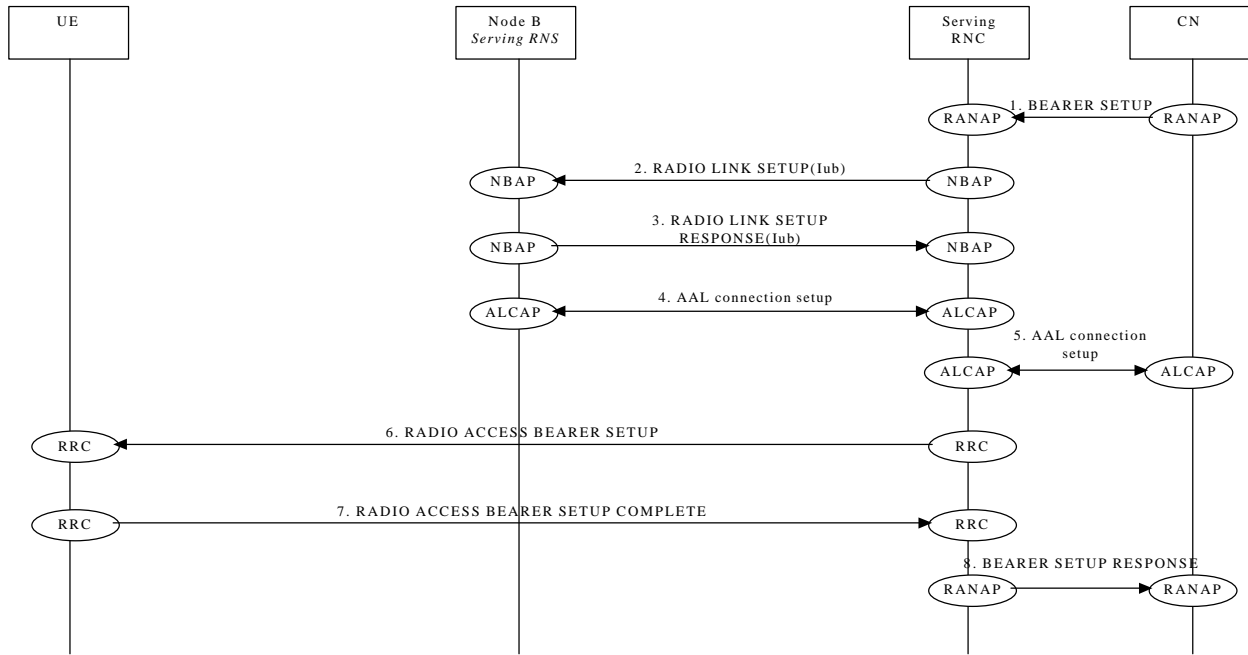 UE
Node B
Serving RNS
Serving
RNC
CN
1. BEARER SETUP
RANAP
RANAP
2. RADIO LINK SETUP(Iub)
NBAP
NBAP
3. RADIO LINK SETUP
RESPONSE(Iub)
NBAP
NBAP
4. AAL connection setup
ALCAP
ALCAP
5. AAL connection
setup
ALCAP
ALCAP
6. RADIO ACCESS BEARER SETUP
RRC
RRC
7. RADIO ACCESS BEARER SETUP COMPLETE
RRC
RRC
8. BEARER SETUP RESPONSE
RANAP
RANAP